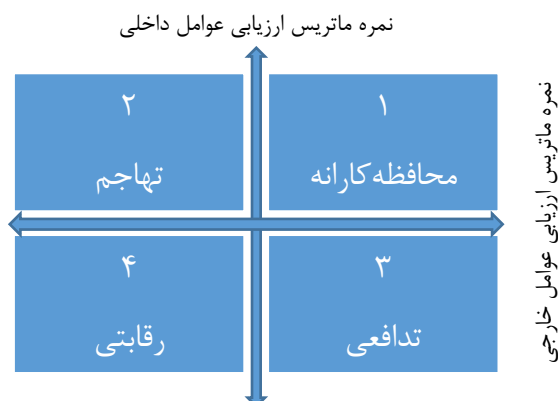 نمره ماتریس ارزیابی عوامل داخلی
۱
محافظه‌کارانه
۲
تهاجم
۳
تدافعی
۴
رقابتی
نمره ماتریس ارزیابی عوامل خارجی